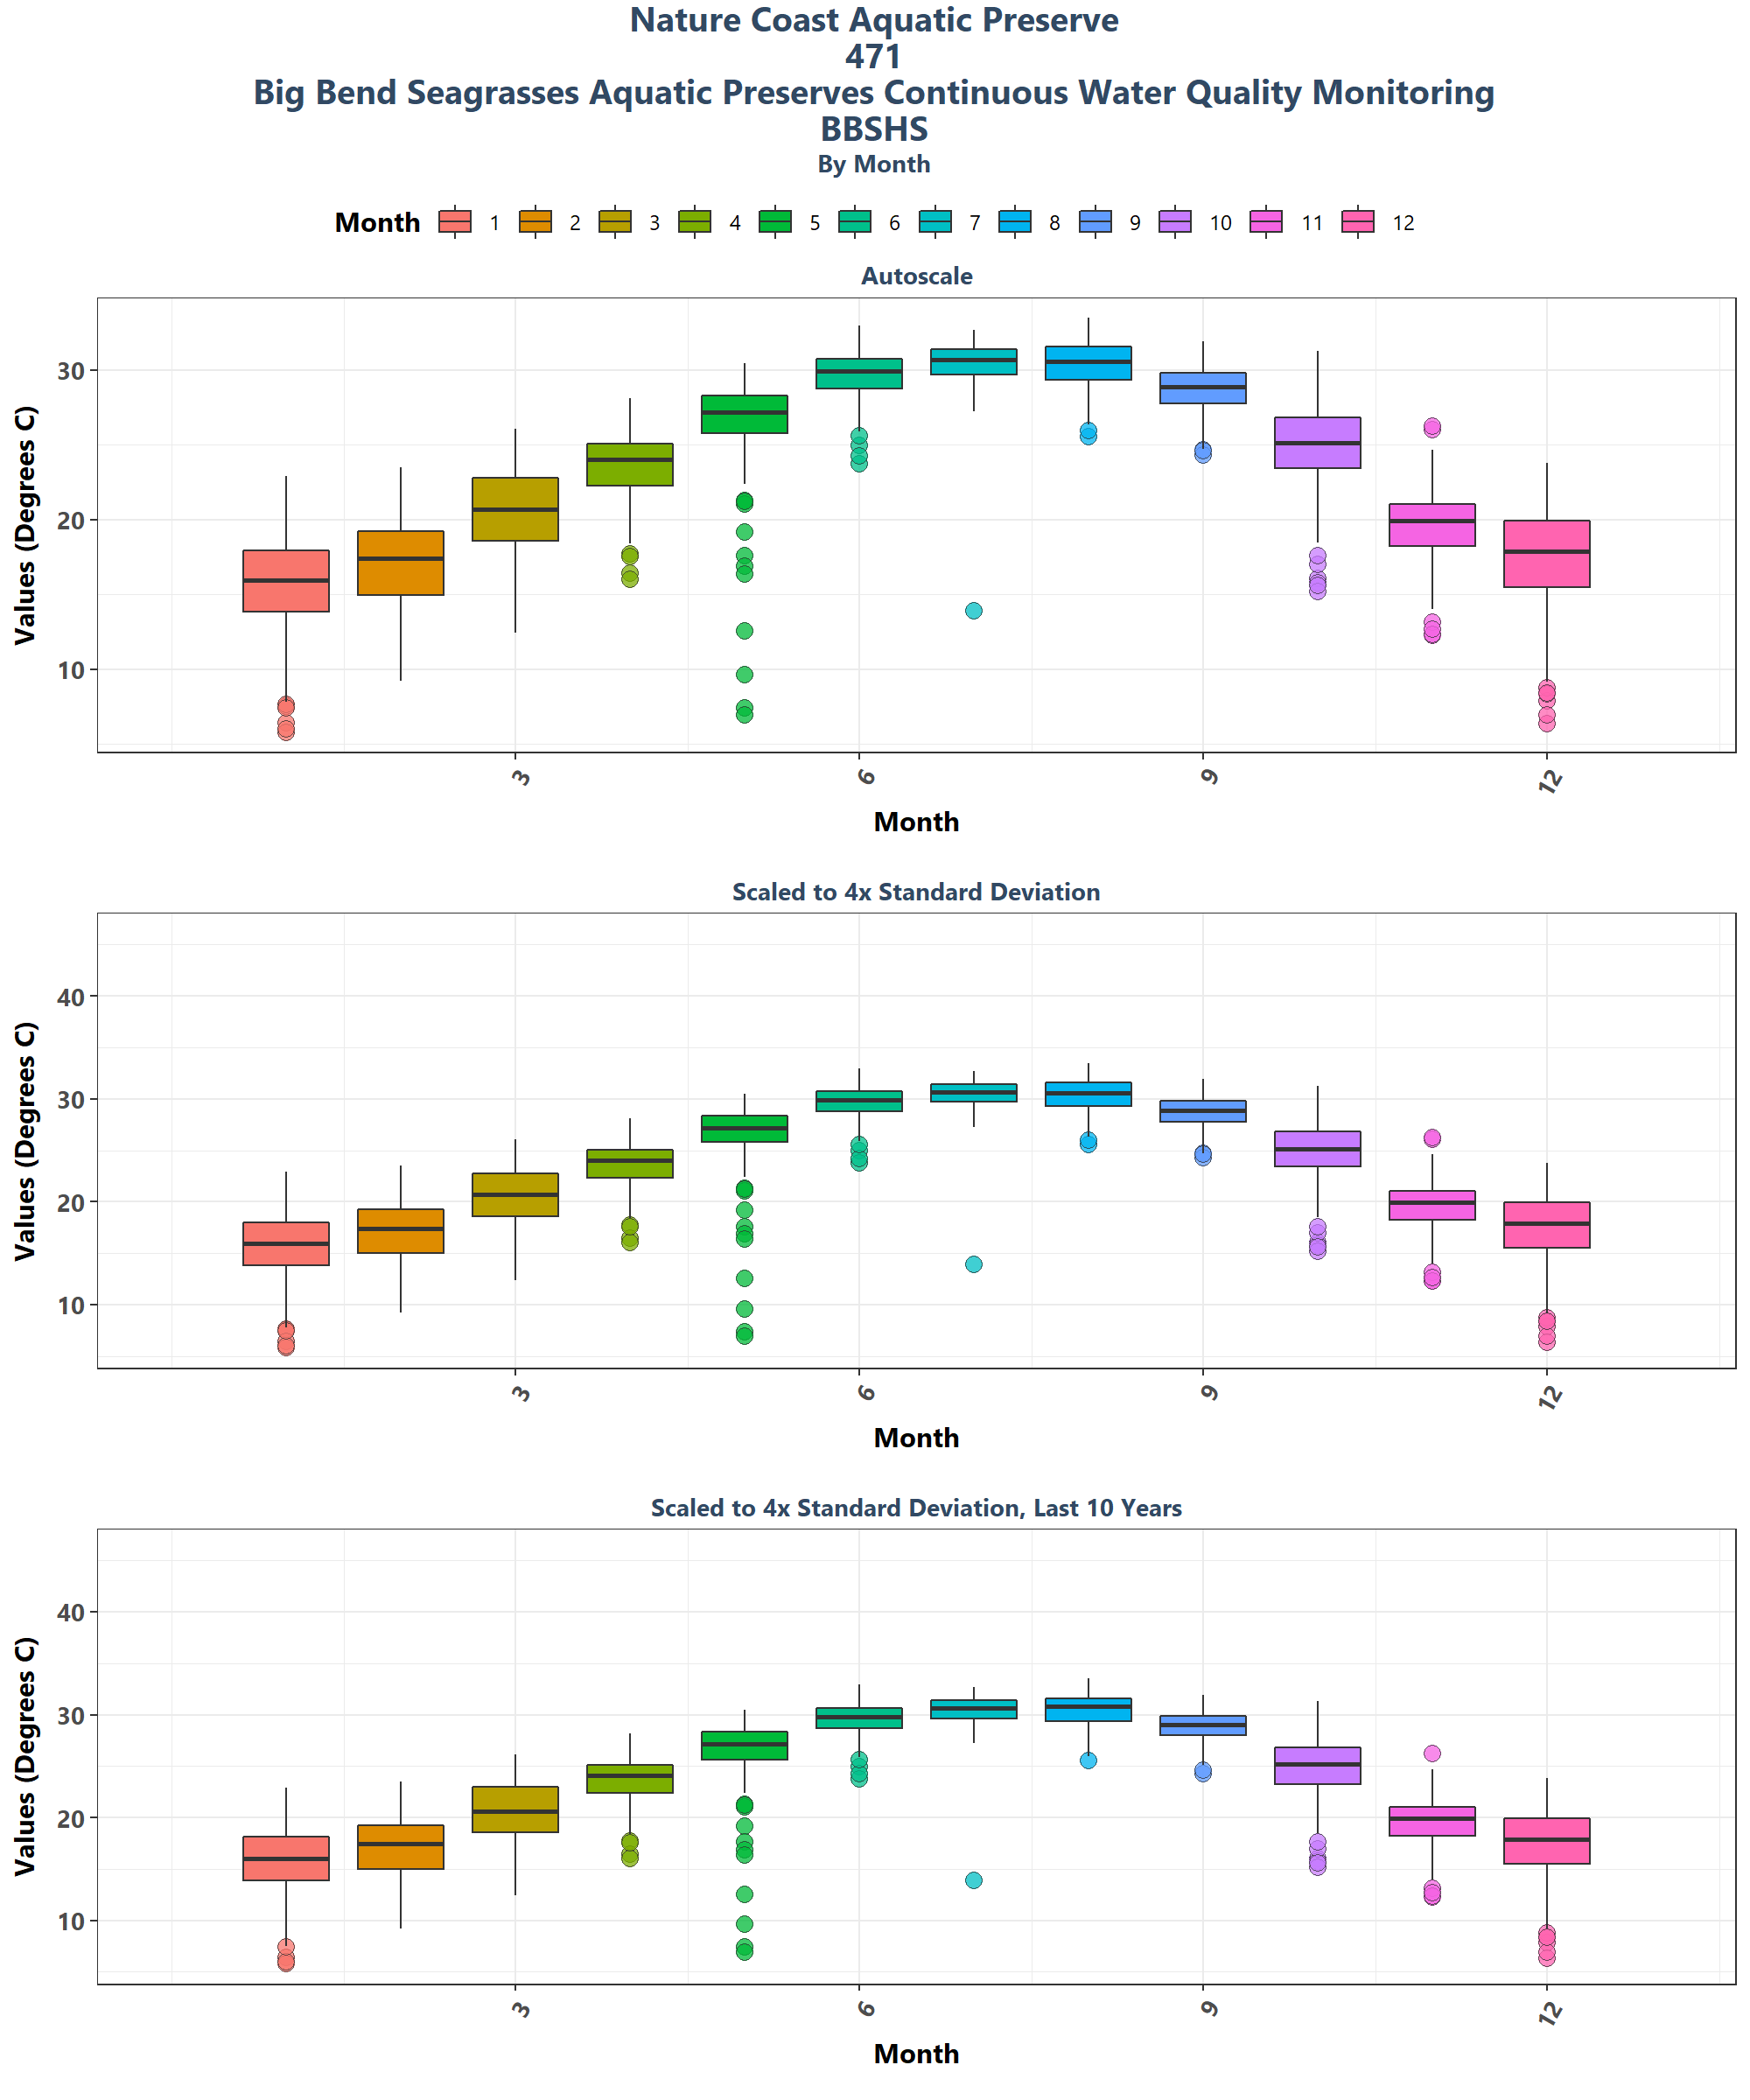 Nature Coast Aquatic Preserve
471
Big Bend Seagrasses Aquatic Preserves Continuous Water Quality Monitoring
BBSHS
By Month
Month 1 2 3 4 5 6 7 8 9 10 11 12
Autoscale
Values (Degrees C)
30
20
10
3 6 9 12
Month
Scaled to 4x Standard Deviation
Values (Degrees C)
40
30
20
10
3 6 9 12
Month
Scaled to 4x Standard Deviation, Last 10 Years
Values (Degrees C)
40
30
20
10
3 6 9 12
Month